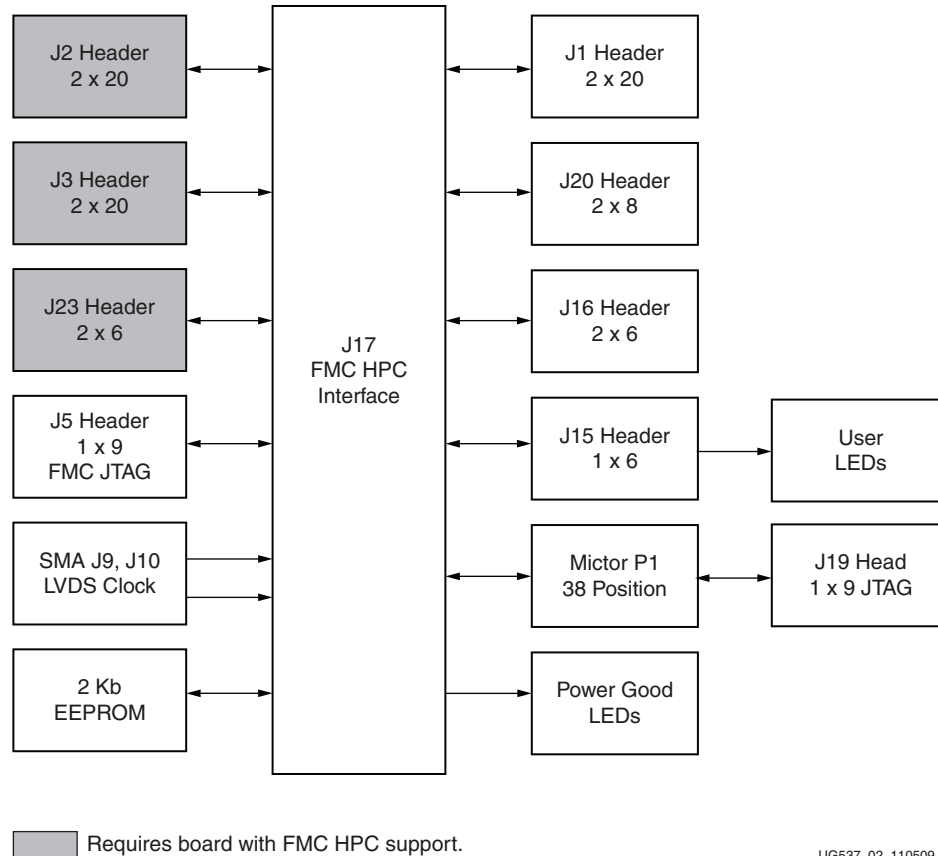 J2 Header
2 x 20
J1 Header
2 x 20
J3 Header
2 x 20
J20 Header
2 x 8
J23 Header
2 x 6
J17
FMC HPC
Interface
J16 Header
2 x 6
J5 Header
1 x 9
FMC JTAG
J15 Header
1 x 6
User
LEDs
SMA J9, J10
LVDS Clock
Mictor P1
38 Position
J19 Head
1 x 9 JTAG
2 Kb
EEPROM
Power Good
LEDs
Requires board with FMC HPC support.
UG537_02_110509